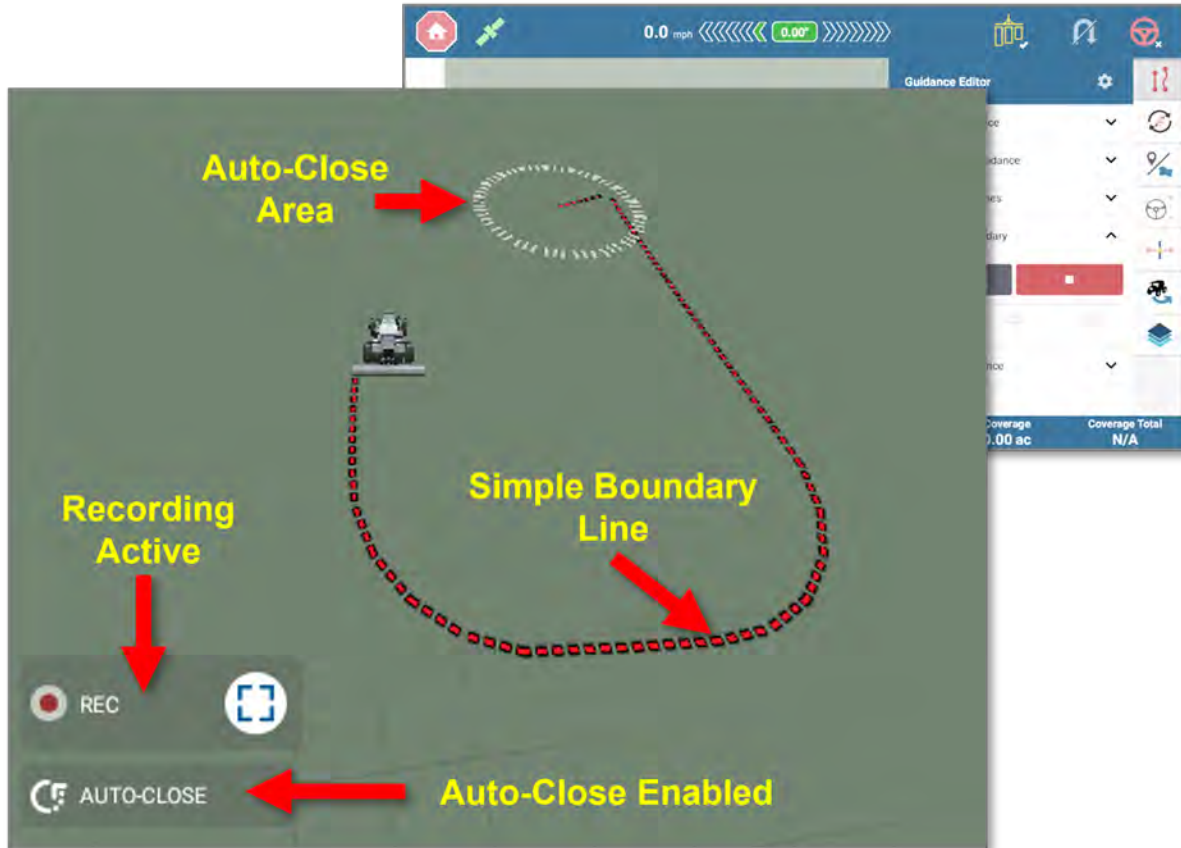 0.0 mph
0.00°
Guidance Editor
Auto-Close
Area
Simple Boundary
Line
Recording
Active
REC
AUTO-CLOSE
Auto-Close Enabled
Coverage
Coverage Total
.00 ac
N/A